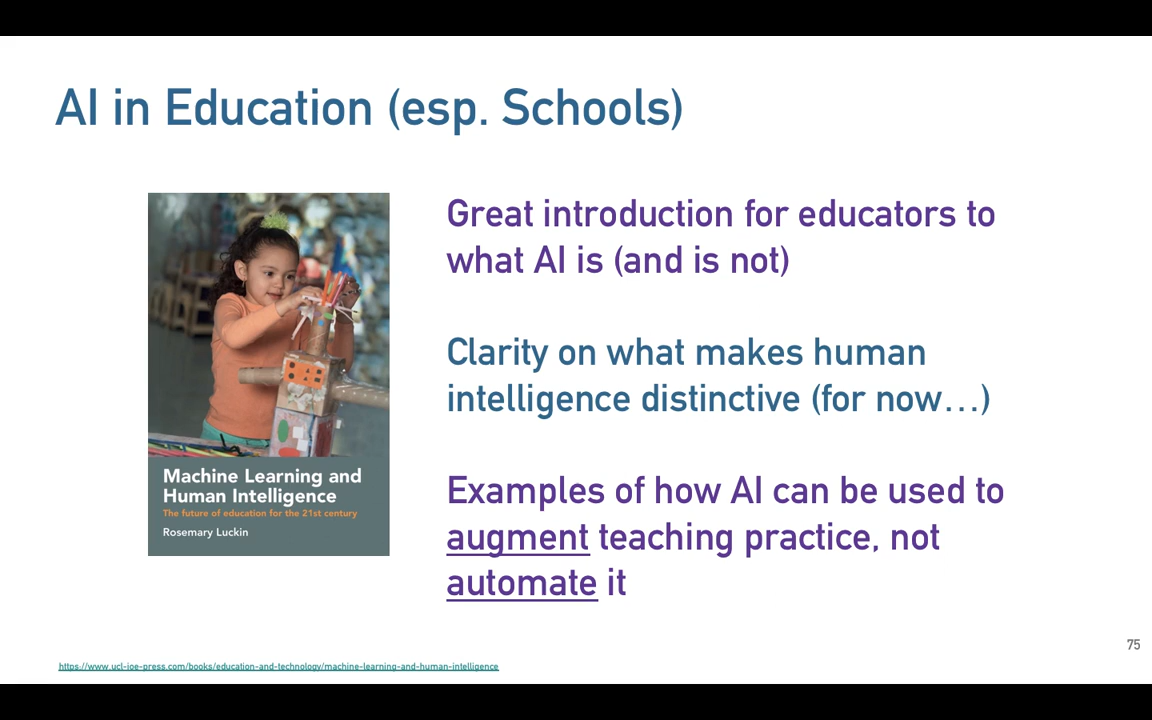 AI in Education (esp. Schools)
Great introduction for educators to
what AI is (and is not)
Clarity on what makes human
intelligence distinctive (for now...)
Examples of how AI can be used to
augment teaching practice, not
automate it
Machine Learning and
Human Intelligence
The future of education for the 21st century
Rosemary Luckin
75
https://www.ucl-ioe-press.com/books/education-and-technology/machine-learning-and-human-intelligence